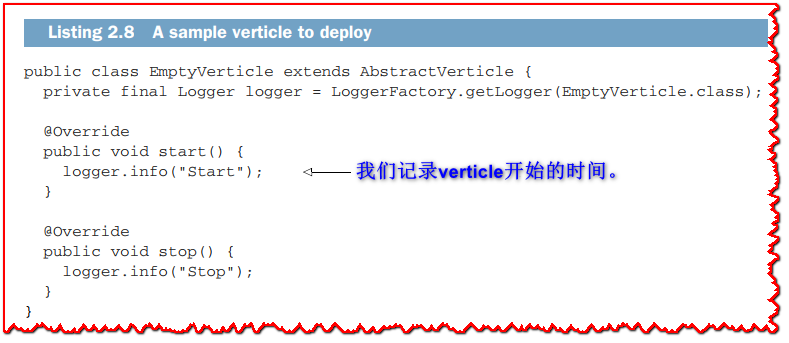 Listing 2.8 A sample verticle to deploy
public class EmptyVerticle extends AbstractVerticle {
private final Logger logger = LoggerFactory.getLogger(EmptyVerticle.class);
@Override
public void start() {
logger.info("Start"); 我们记录verticle开始的时间。
}
@Override
public void stop() {
logger.info("Stop");
}
}